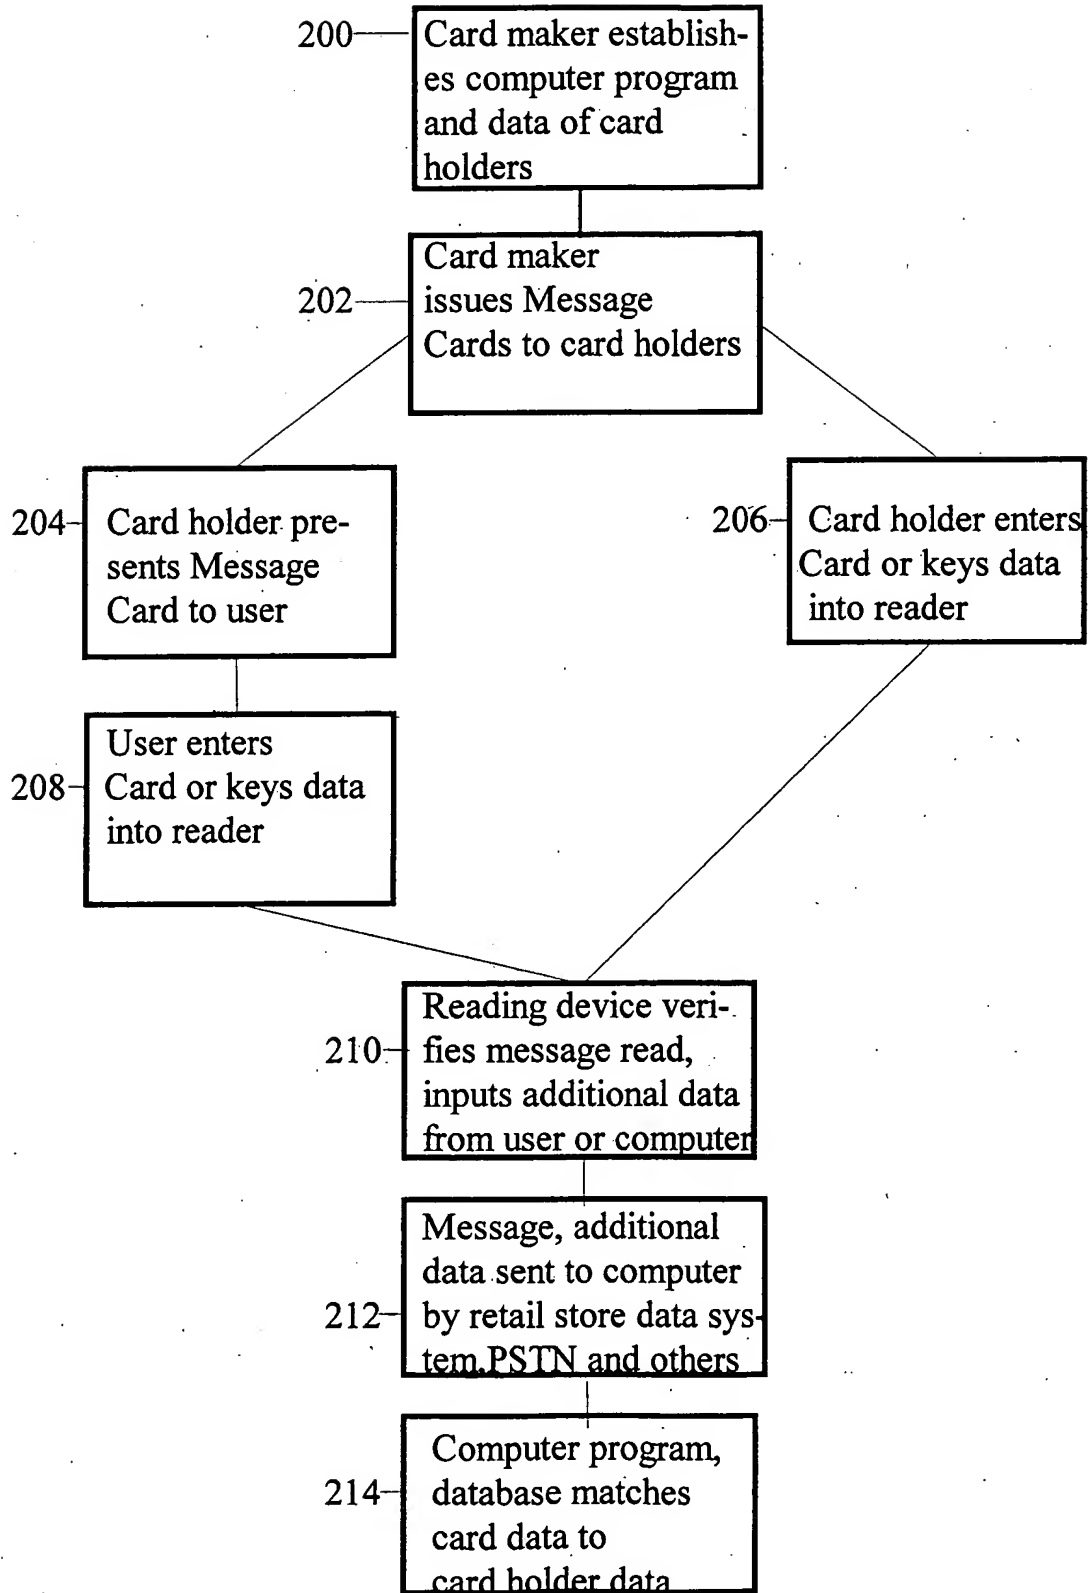 200
Card maker establish-
es computer program
and data of card
holders
202
Card maker
issues Message
Cards to card holders
204
Card holder pre-
sents Message
Card to user
206
Card holder enters
Card or keys data
into reader
208
User enters
Card or keys data
into reader
210
Reading device veri-
fies message read,
inputs additional data
from user or computer
212
Message, additional
data sent to computer
by retail store data sys-
tem.PSTN and others
214
Computer program,
database matches
card data to
card holder data